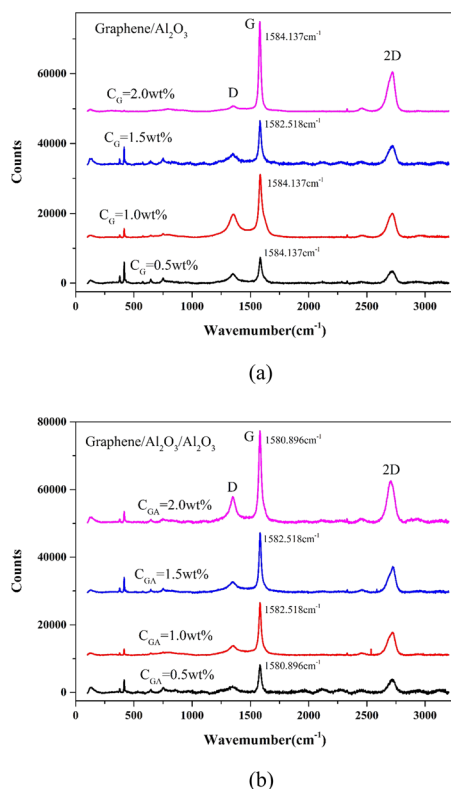 Graphene/Al2O3
G
1584.137cm-1
2D
D
60000
CG=2.0wt%
1582.518cm-1
CG=1.5wt%
40000
Counts
1584.137cm-1
CG=1.0wt%
20000
1584.137cm-1
CG=0.5wt%
0
0 500 1000 1500 2000 2500 3000
Wavemumber(cm-1)
(a)
80000
Graphene/Al2O3/Al2O3
G
1580.896cm-1
2D
D
60000
CGA=2.0wt%
1582.518cm-1
CGA=1.5wt%
40000
Counts
1582.518cm-1
CGA=1.0wt%
20000
1580.896cm-1
CGA=0.5wt%
0
0 500 1000 1500 2000 2500 3000
Wavemumber(cm-1)
(b)